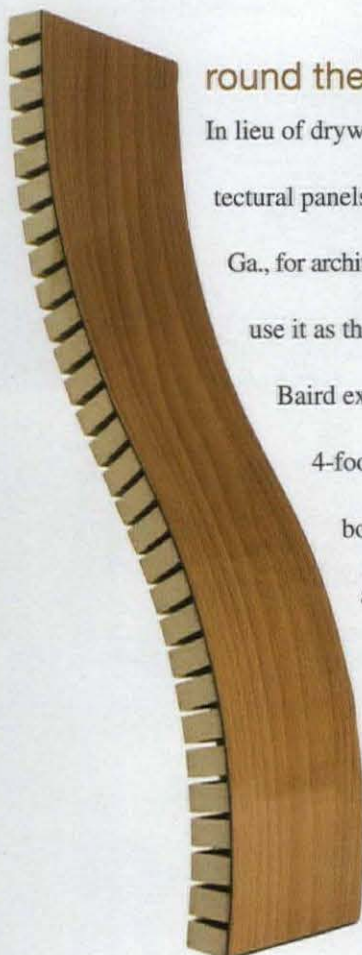 round the
In lieu of dryw
tectural panels
Ga., for archi
use it as th
Baird ex
4-foo
bo